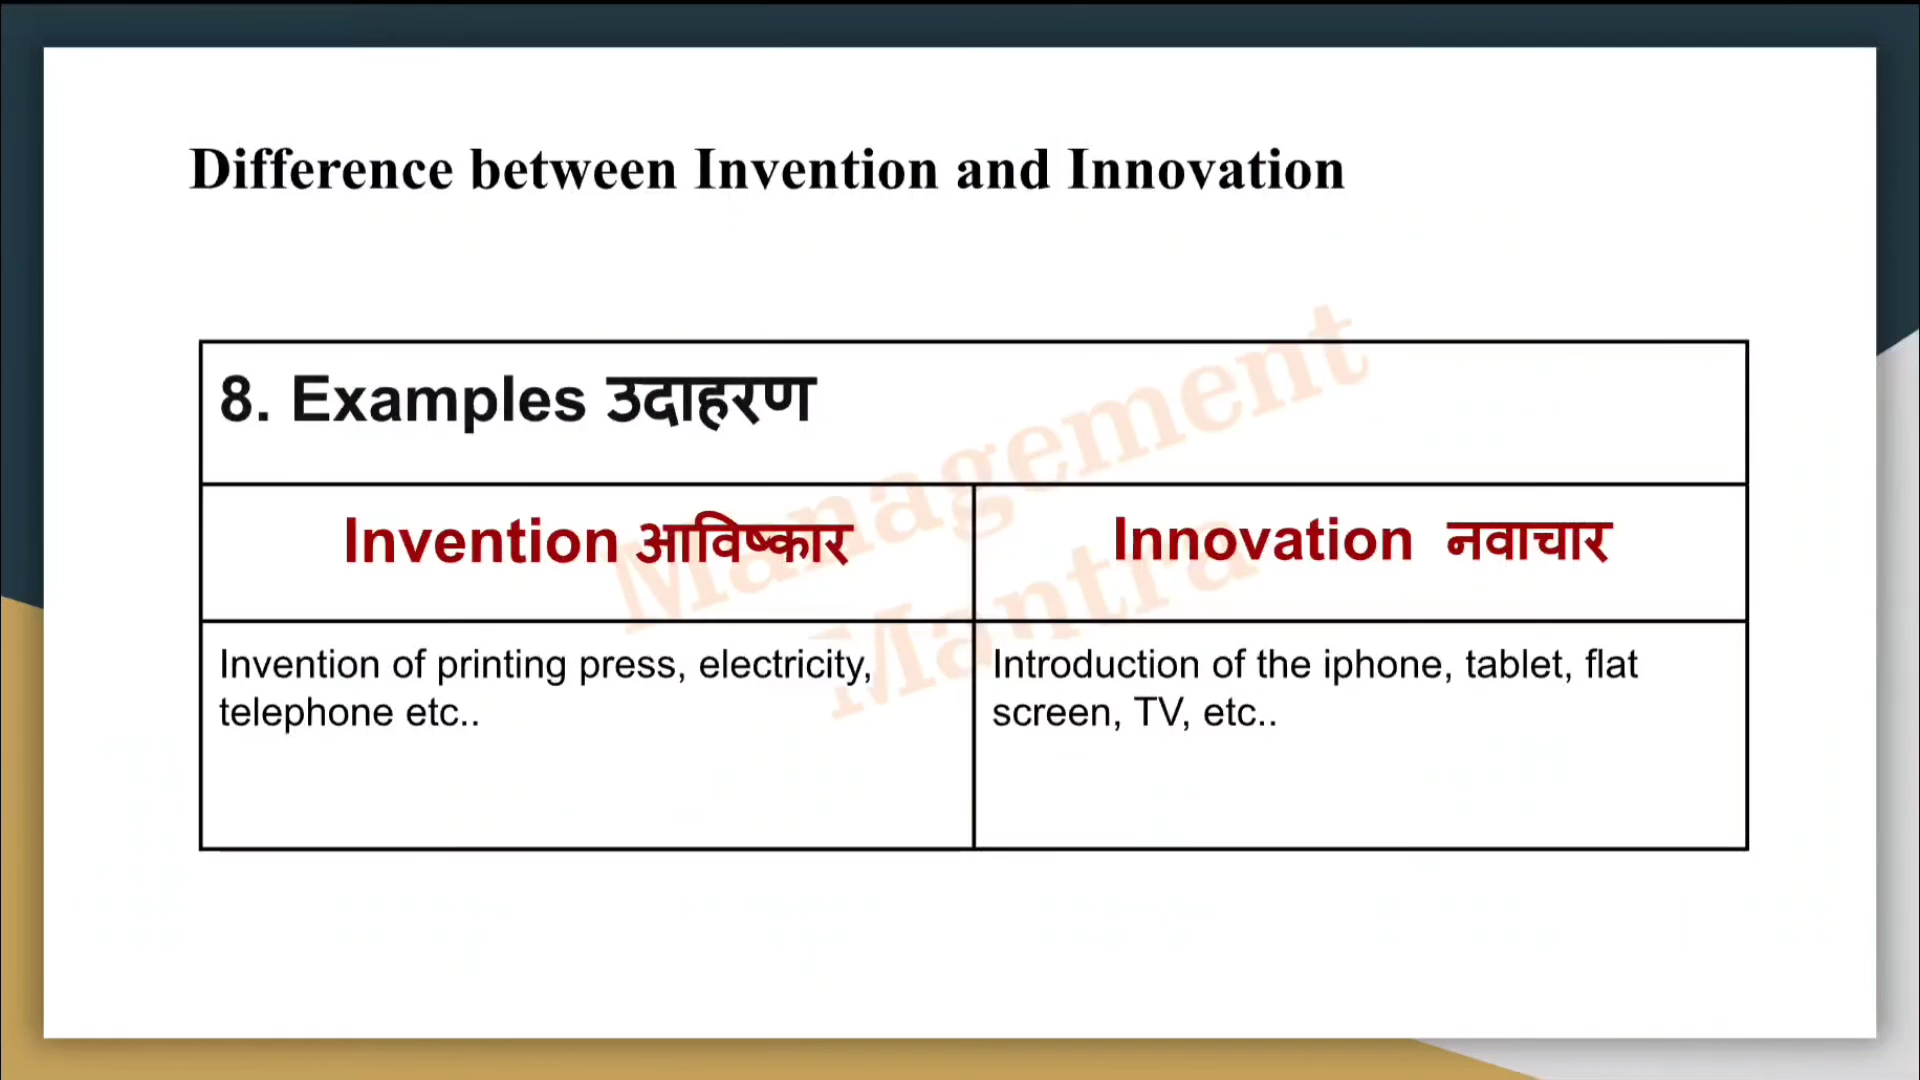 Difference between Invention and Innovation
8. Examples उदाहरण
Invention आविष्कार
Innovation नवाचार
Invention of printing press, electricity,
telephone etc..
Introduction of the iphone, tablet, flat
screen, TV, etc..
Management
Mantra